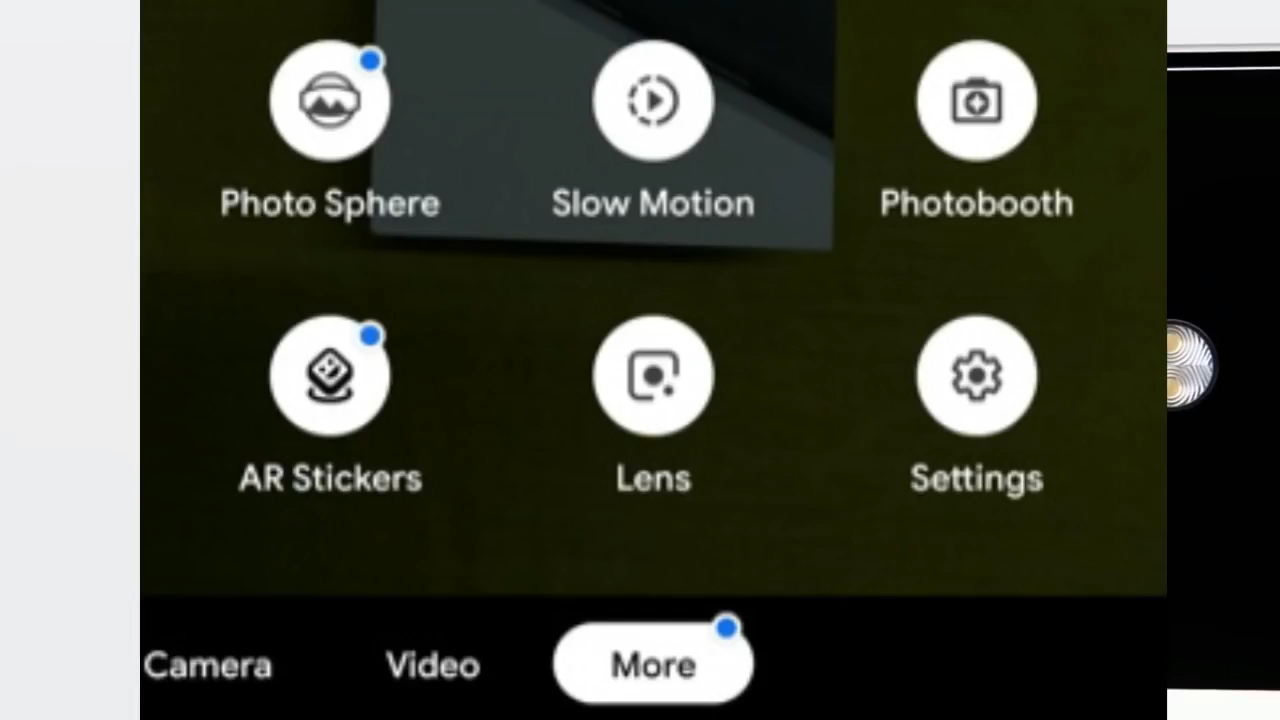 Photo Sphere
Slow Motion
Photobooth
AR Stickers
Lens
Settings
Camera
Video
More